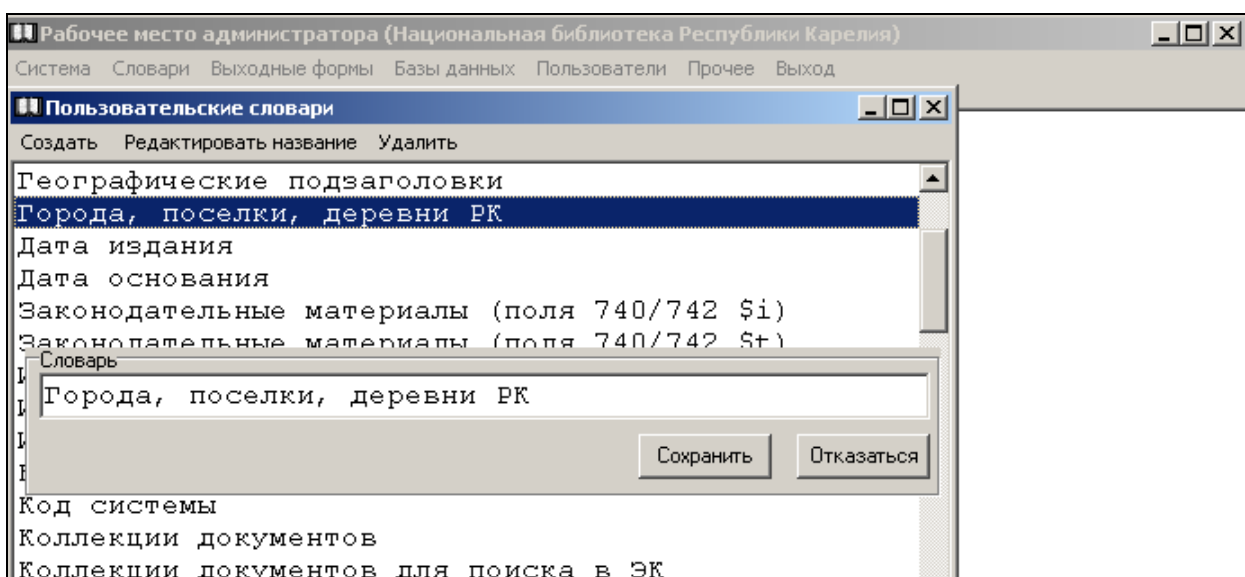 Рабочее место администратора (Национальная библиотека Республики Карелия)
Система Словари Выходные формы Базы данных Пользователи Прочее Выход
Пользовательские словари
Создать Редактировать название Удалить
Географические подзаголовки
Города, поселки, деревни РК
Дата издания
Дата основания
Законодательные материалы (поля 740/742 $i)
Законодательные материалы (поля 740/742 $t)
Словарь
Города, поселки, деревни РК
Сохранить Отказаться
Код системы
Коллекции документов
Коллекции документов для поиска в ЭК